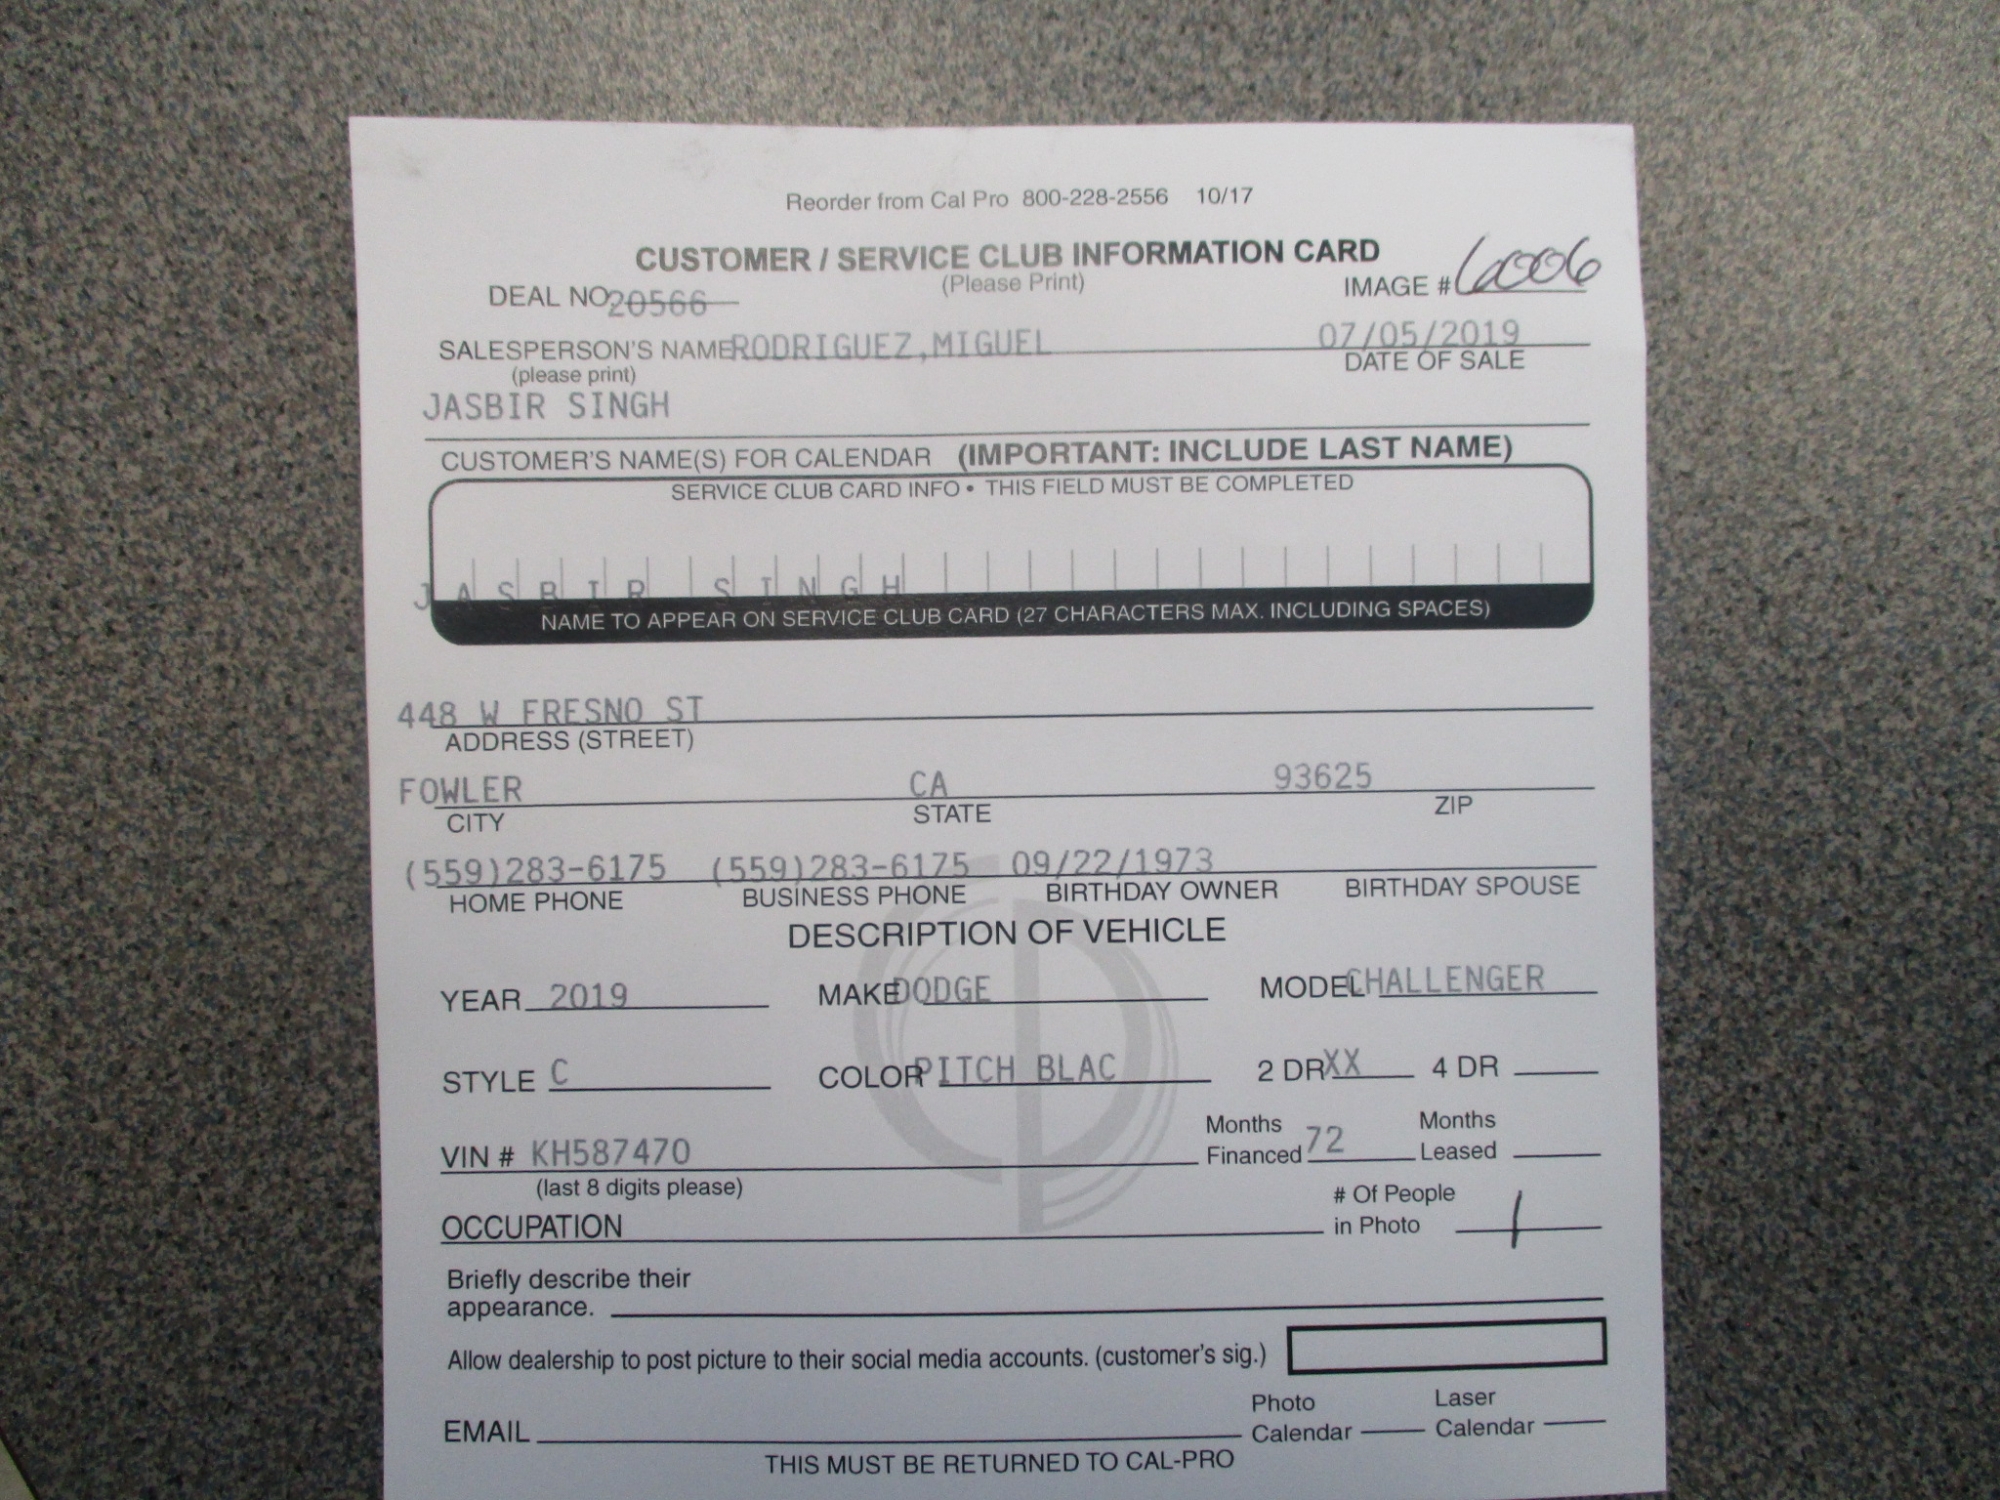 Reorder from Cal Pro 800-228-2556 10/17
CUSTOMER / SERVICE CLUB INFORMATION CARD
(Please Print)
DEAL NO 20566 IMAGE # 6006
SALESPERSON'S NAME RODRIGUEZ,MIGUEL 07/05/2019
(please print) DATE OF SALE
JASBIR SINGH
CUSTOMER'S NAME(S) FOR CALENDAR (IMPORTANT: INCLUDE LAST NAME)
SERVICE CLUB CARD INFO • THIS FIELD MUST BE COMPLETED
J A S B I R S I N G H
NAME TO APPEAR ON SERVICE CLUB CARD (27 CHARACTERS MAX. INCLUDING SPACES)
448 W FRESNO ST
ADDRESS (STREET)
FOWLER CA 93625
CITY STATE ZIP
(559)283-6175 (559)283-6175 09/22/1973
HOME PHONE BUSINESS PHONE BIRTHDAY OWNER BIRTHDAY SPOUSE
DESCRIPTION OF VEHICLE
YEAR 2019 MAKE DODGE MODEL CHALLENGER
STYLE C COLOR PITCH BLAC 2 DR XX 4 DR
Months Months
VIN # KH587470 Financed 72 Leased
(last 8 digits please) # Of People
OCCUPATION in Photo 1
Briefly describe their
appearance.
Allow dealership to post picture to their social media accounts. (customer's sig.)
Photo Laser
EMAIL Calendar Calendar
THIS MUST BE RETURNED TO CAL-PRO